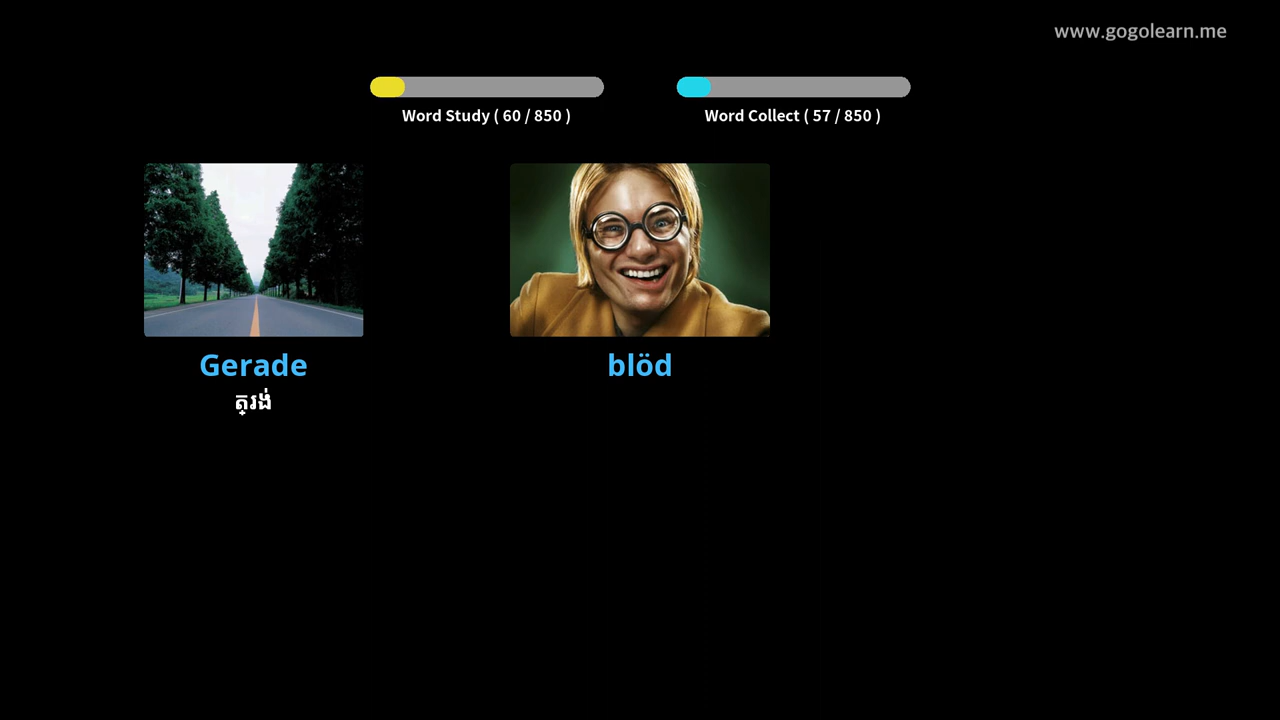 www.gogolearn.me
Word Study ( 60 / 850 )
Word Collect ( 57 / 850 )
Gerade
ត្រង់
blöd